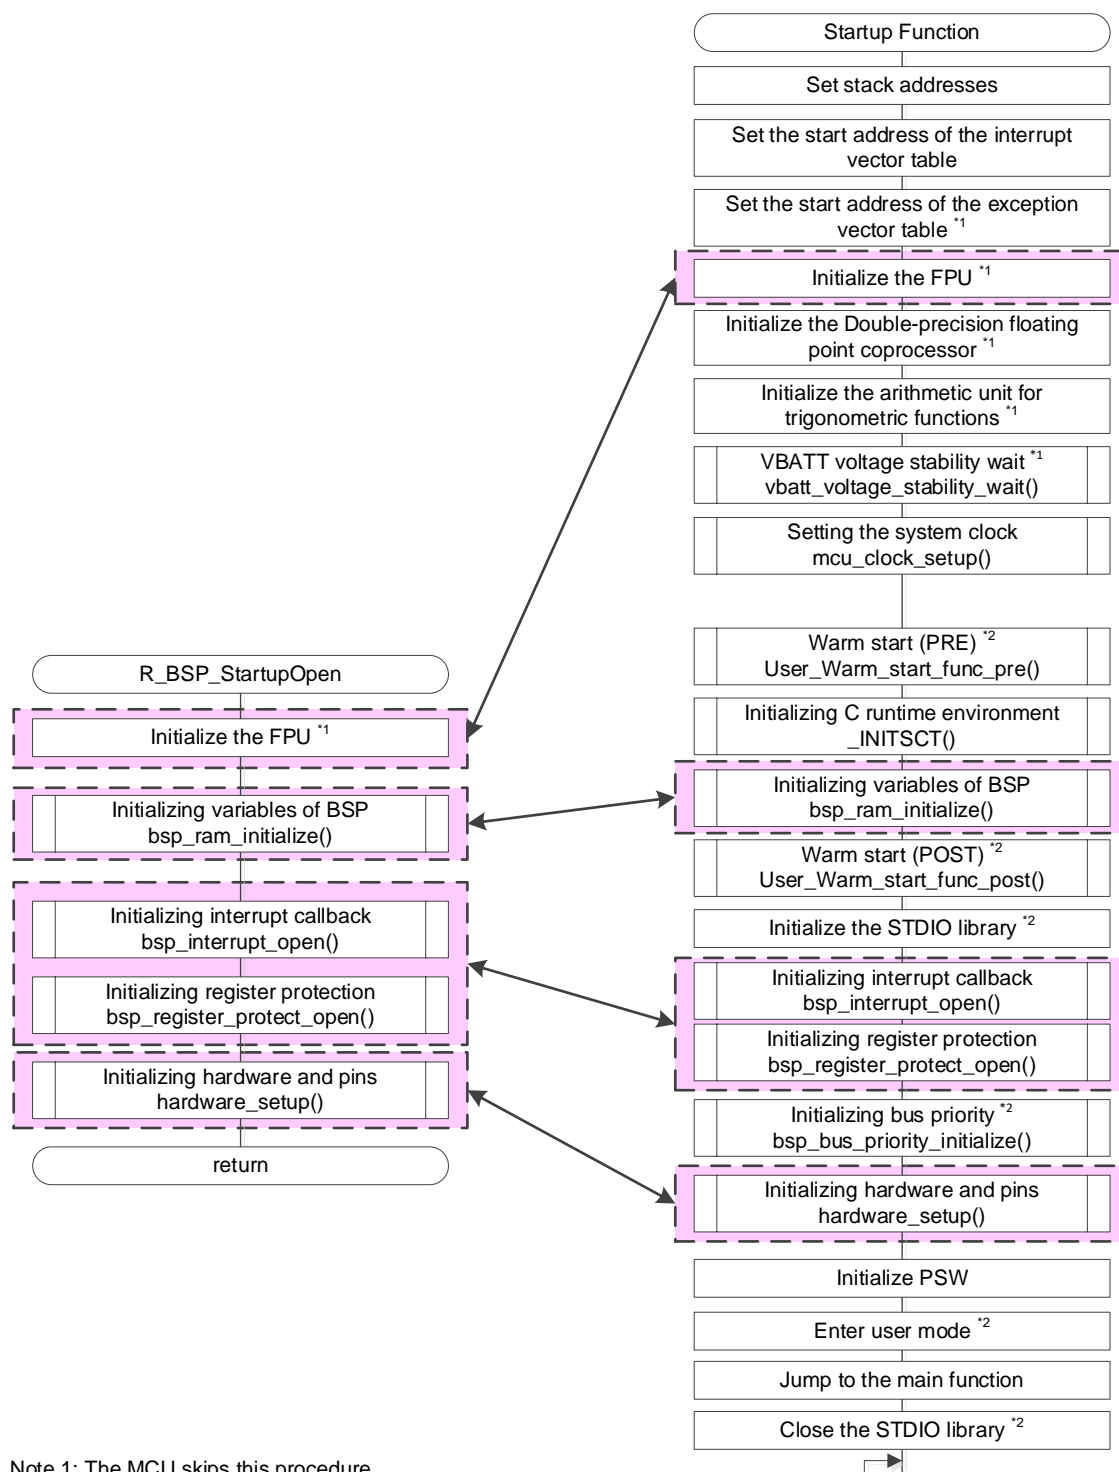 Startup Function
Set stack addresses
Set the start address of the interrupt
vector table
Set the start address of the exception
vector table *1
Initialize the FPU *1
Initialize the Double-precision floating
point coprocessor *1
Initialize the arithmetic unit for
trigonometric functions *1
VBATT voltage stability wait *1
vbatt_voltage_stability_wait()
Setting the system clock
mcu_clock_setup()
Warm start (PRE) *2
User_Warm_start_func_pre()
Initializing C runtime environment
_INITSCT()
Initializing variables of BSP
bsp_ram_initialize()
Warm start (POST) *2
User_Warm_start_func_post()
Initialize the STDIO library *2
Initializing interrupt callback
bsp_interrupt_open()
Initializing register protection
bsp_register_protect_open()
Initializing bus priority *2
bsp_bus_priority_initialize()
Initializing hardware and pins
hardware_setup()
Initialize PSW
Enter user mode *2
Jump to the main function
Close the STDIO library *2
R_BSP_StartupOpen
Initialize the FPU *1
Initializing variables of BSP
bsp_ram_initialize()
Initializing interrupt callback
bsp_interrupt_open()
Initializing register protection
bsp_register_protect_open()
Initializing hardware and pins
hardware_setup()
return
Note 1: The MCU skips this procedure